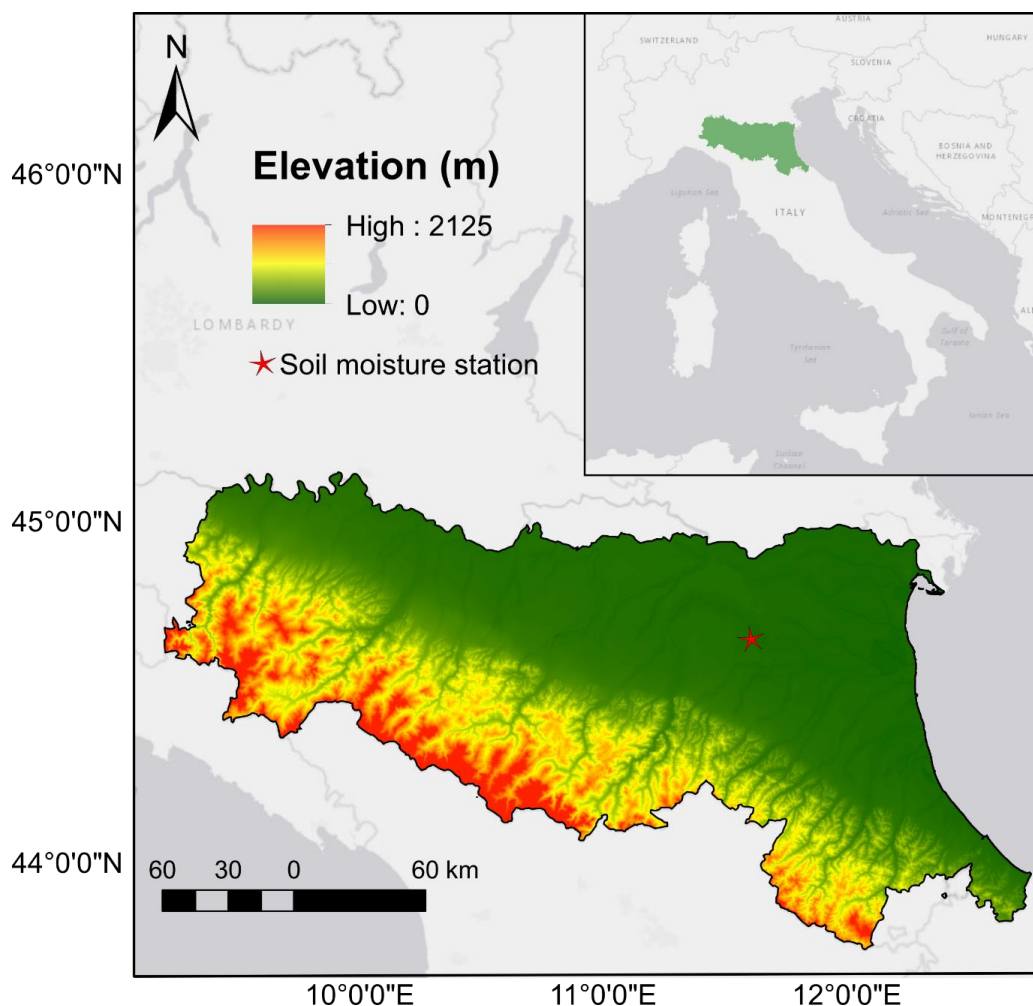 N
Elevation (m)
High : 2125
Low: 0
LOMBARDY
Soil moisture station
46°0'0"N
45°0'0"N
44°0'0"N
60 30 0 60 km
10°0'0"E 11°0'0"E 12°0'0"E
AUSTRIA
SWITZERLAND
HUNGARY
SLOVENIA
CROATIA
BOSNIA AND
HERZEGOVINA
Ligurian Sea
ITALY
Adriatic Sea
MONTENEG
AL
Gulf of
Taranto
Tyrrhenian
Sea
Ionian Sea
Sicilian
Channel